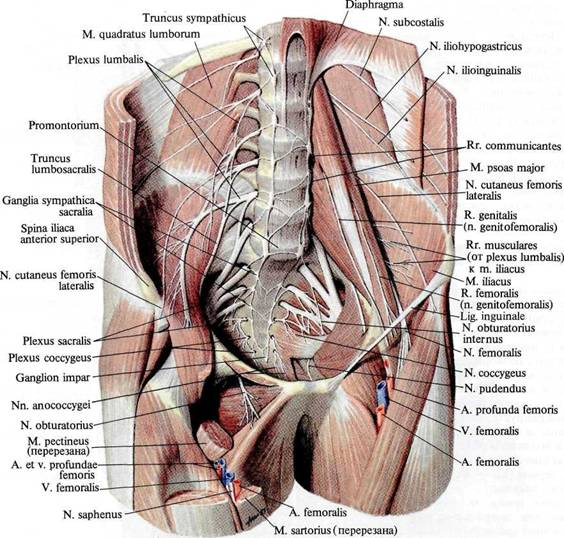 Truncus sympathicus
M. quadratus lumborum
Plexus lumbalis
Promontorium
Truncus
lumbosacralis
Ganglia sympathica
sacralia
Spina iliaca
anterior superior
N. cutaneus femoris
lateralis
Plexus sacralis
Plexus coccygeus
Ganglion impar
Nn. anococcygei
N. obturatorius
M. pectineus
(перерезана)
A. et v. profundae
femoris
V. femoralis
N. saphenus
Diaphragma
N. subcostalis
N. iliohypogastricus
N. ilioinguinalis
Rr. communicantes
M. psoas major
N. cutaneus femoris
lateralis
R. genitalis
(n. genitofemoralis)
Rr. musculares
(от plexus lumbalis)
к m. iliacus
M. iliacus
R. femoralis
(n. genitofemoralis)
Lig. inguinale
N. obturatorius
internus
N. femoralis
N. coccygeus
N. pudendus
A. profunda femoris
V. femoralis
A. femoralis
A. femoralis
M. sartorius (перерезана)